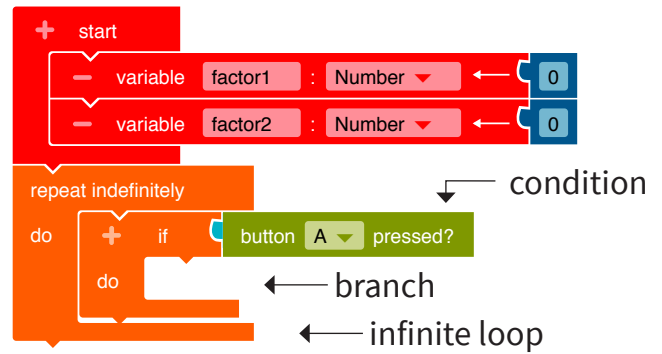 + start
− variable factor1 : Number ← 0
− variable factor2 : Number ← 0
repeat indefinitely
condition
do + if button A pressed?
do
branch
infinite loop